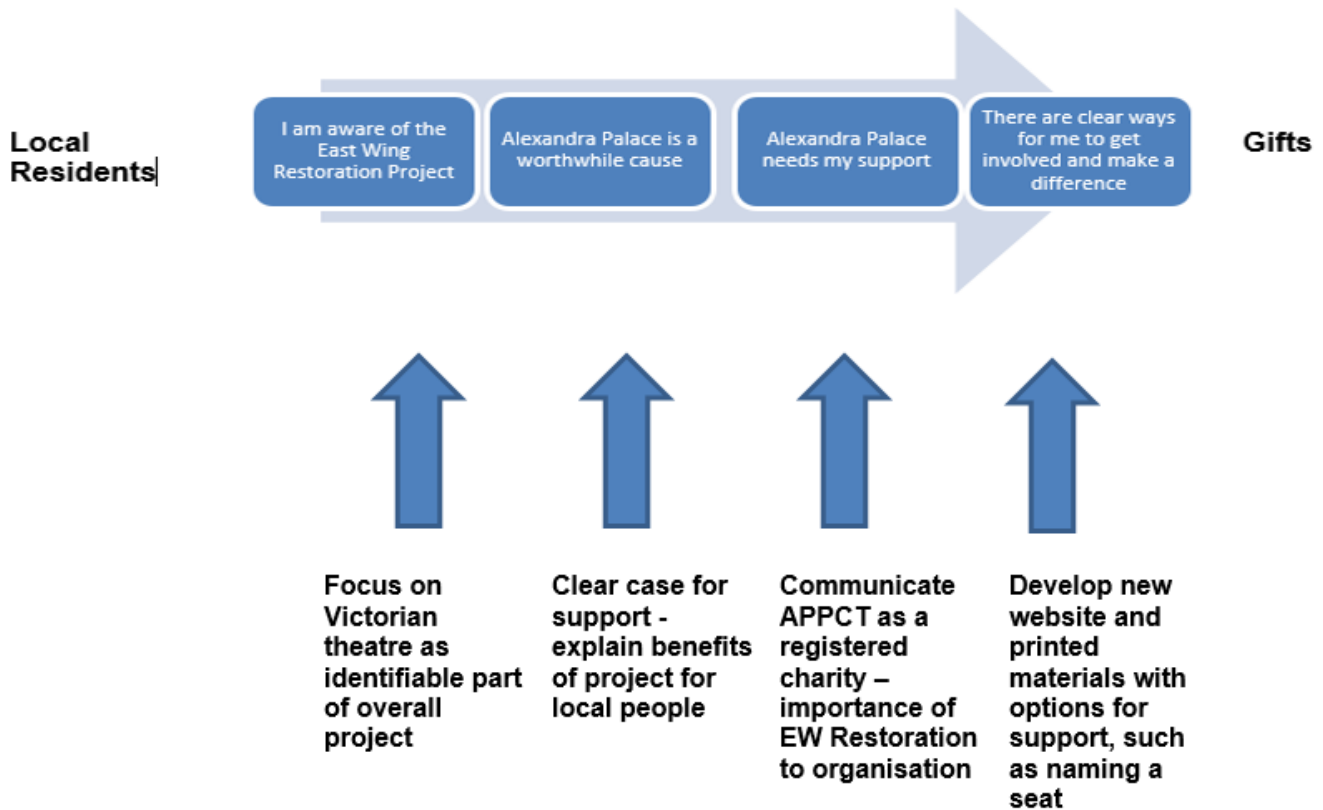 Local
Residents
I am aware of the
East Wing
Restoration Project
Alexandra Palace is a
worthwhile cause
Alexandra Palace
needs my support
There are clear ways
for me to get
involved and make a
difference
Gifts
Focus on
Victorian
theatre as
identifiable part
of overall
project
Clear case for
support -
explain benefits
of project for
local people
Communicate
APPCT as a
registered
charity –
importance of
EW Restoration
to organisation
Develop new
website and
printed
materials with
options for
support, such
as naming a
seat